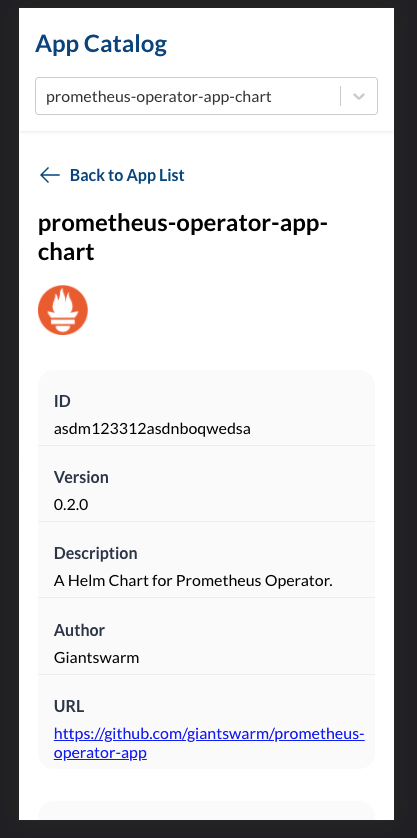 App Catalog
prometheus-operator-app-chart
Back to App List
prometheus-operator-app-
chart
ID
asdm123312asdnboqwedsa
Version
0.2.0
Description
A Helm Chart for Prometheus Operator.
Author
Giantswarm
URL
https://github.com/giantswarm/prometheus-
operator-app